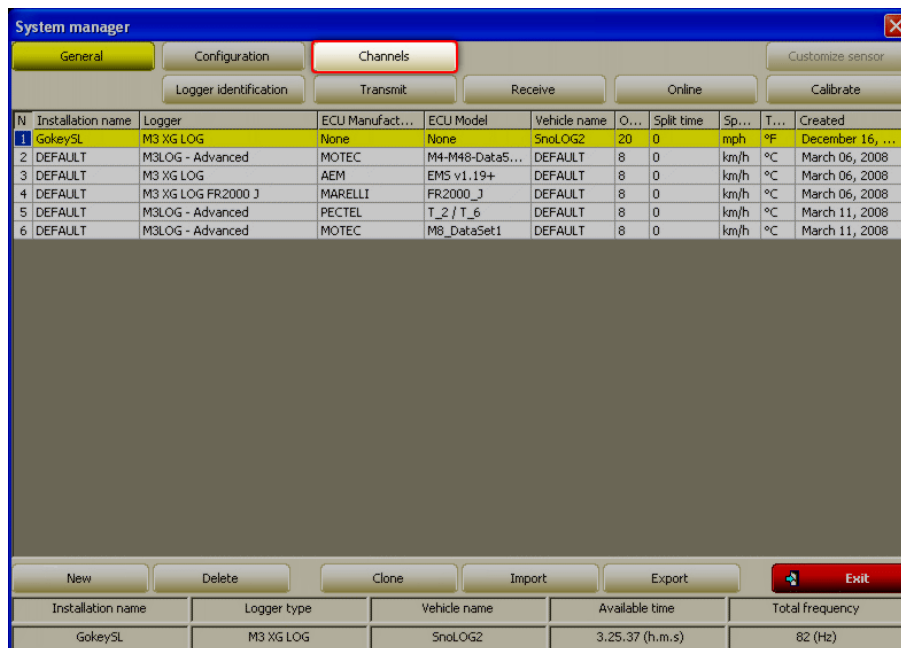 System manager
General Configuration Channels Customize sensor
Logger identification Transmit Receive Online Calibrate
N Installation name Logger ECU Manufact... ECU Model Vehicle name O... Split time Sp... T... Created
1 GokeySL M3 XG LOG None None SnoLOG2 20 0 mph °F December 16, ...
2 DEFAULT M3LOG - Advanced MOTEC M4-M48-DataS... DEFAULT 8 0 km/h °C March 06, 2008
3 DEFAULT M3 XG LOG AEM EMS v1.19+ DEFAULT 8 0 km/h °C March 06, 2008
4 DEFAULT M3 XG LOG FR2000 J MARELLI FR2000_J DEFAULT 8 0 km/h °C March 06, 2008
5 DEFAULT M3LOG - Advanced PECTEL T_2 / T_6 DEFAULT 8 0 km/h °C March 11, 2008
6 DEFAULT M3LOG - Advanced MOTEC M8_DataSet1 DEFAULT 8 0 km/h °C March 11, 2008
New Delete Clone Import Export Exit
Installation name Logger type Vehicle name Available time Total frequency
GokeySL M3 XG LOG SnoLOG2 3.25.37 (h.m.s) 82 (Hz)